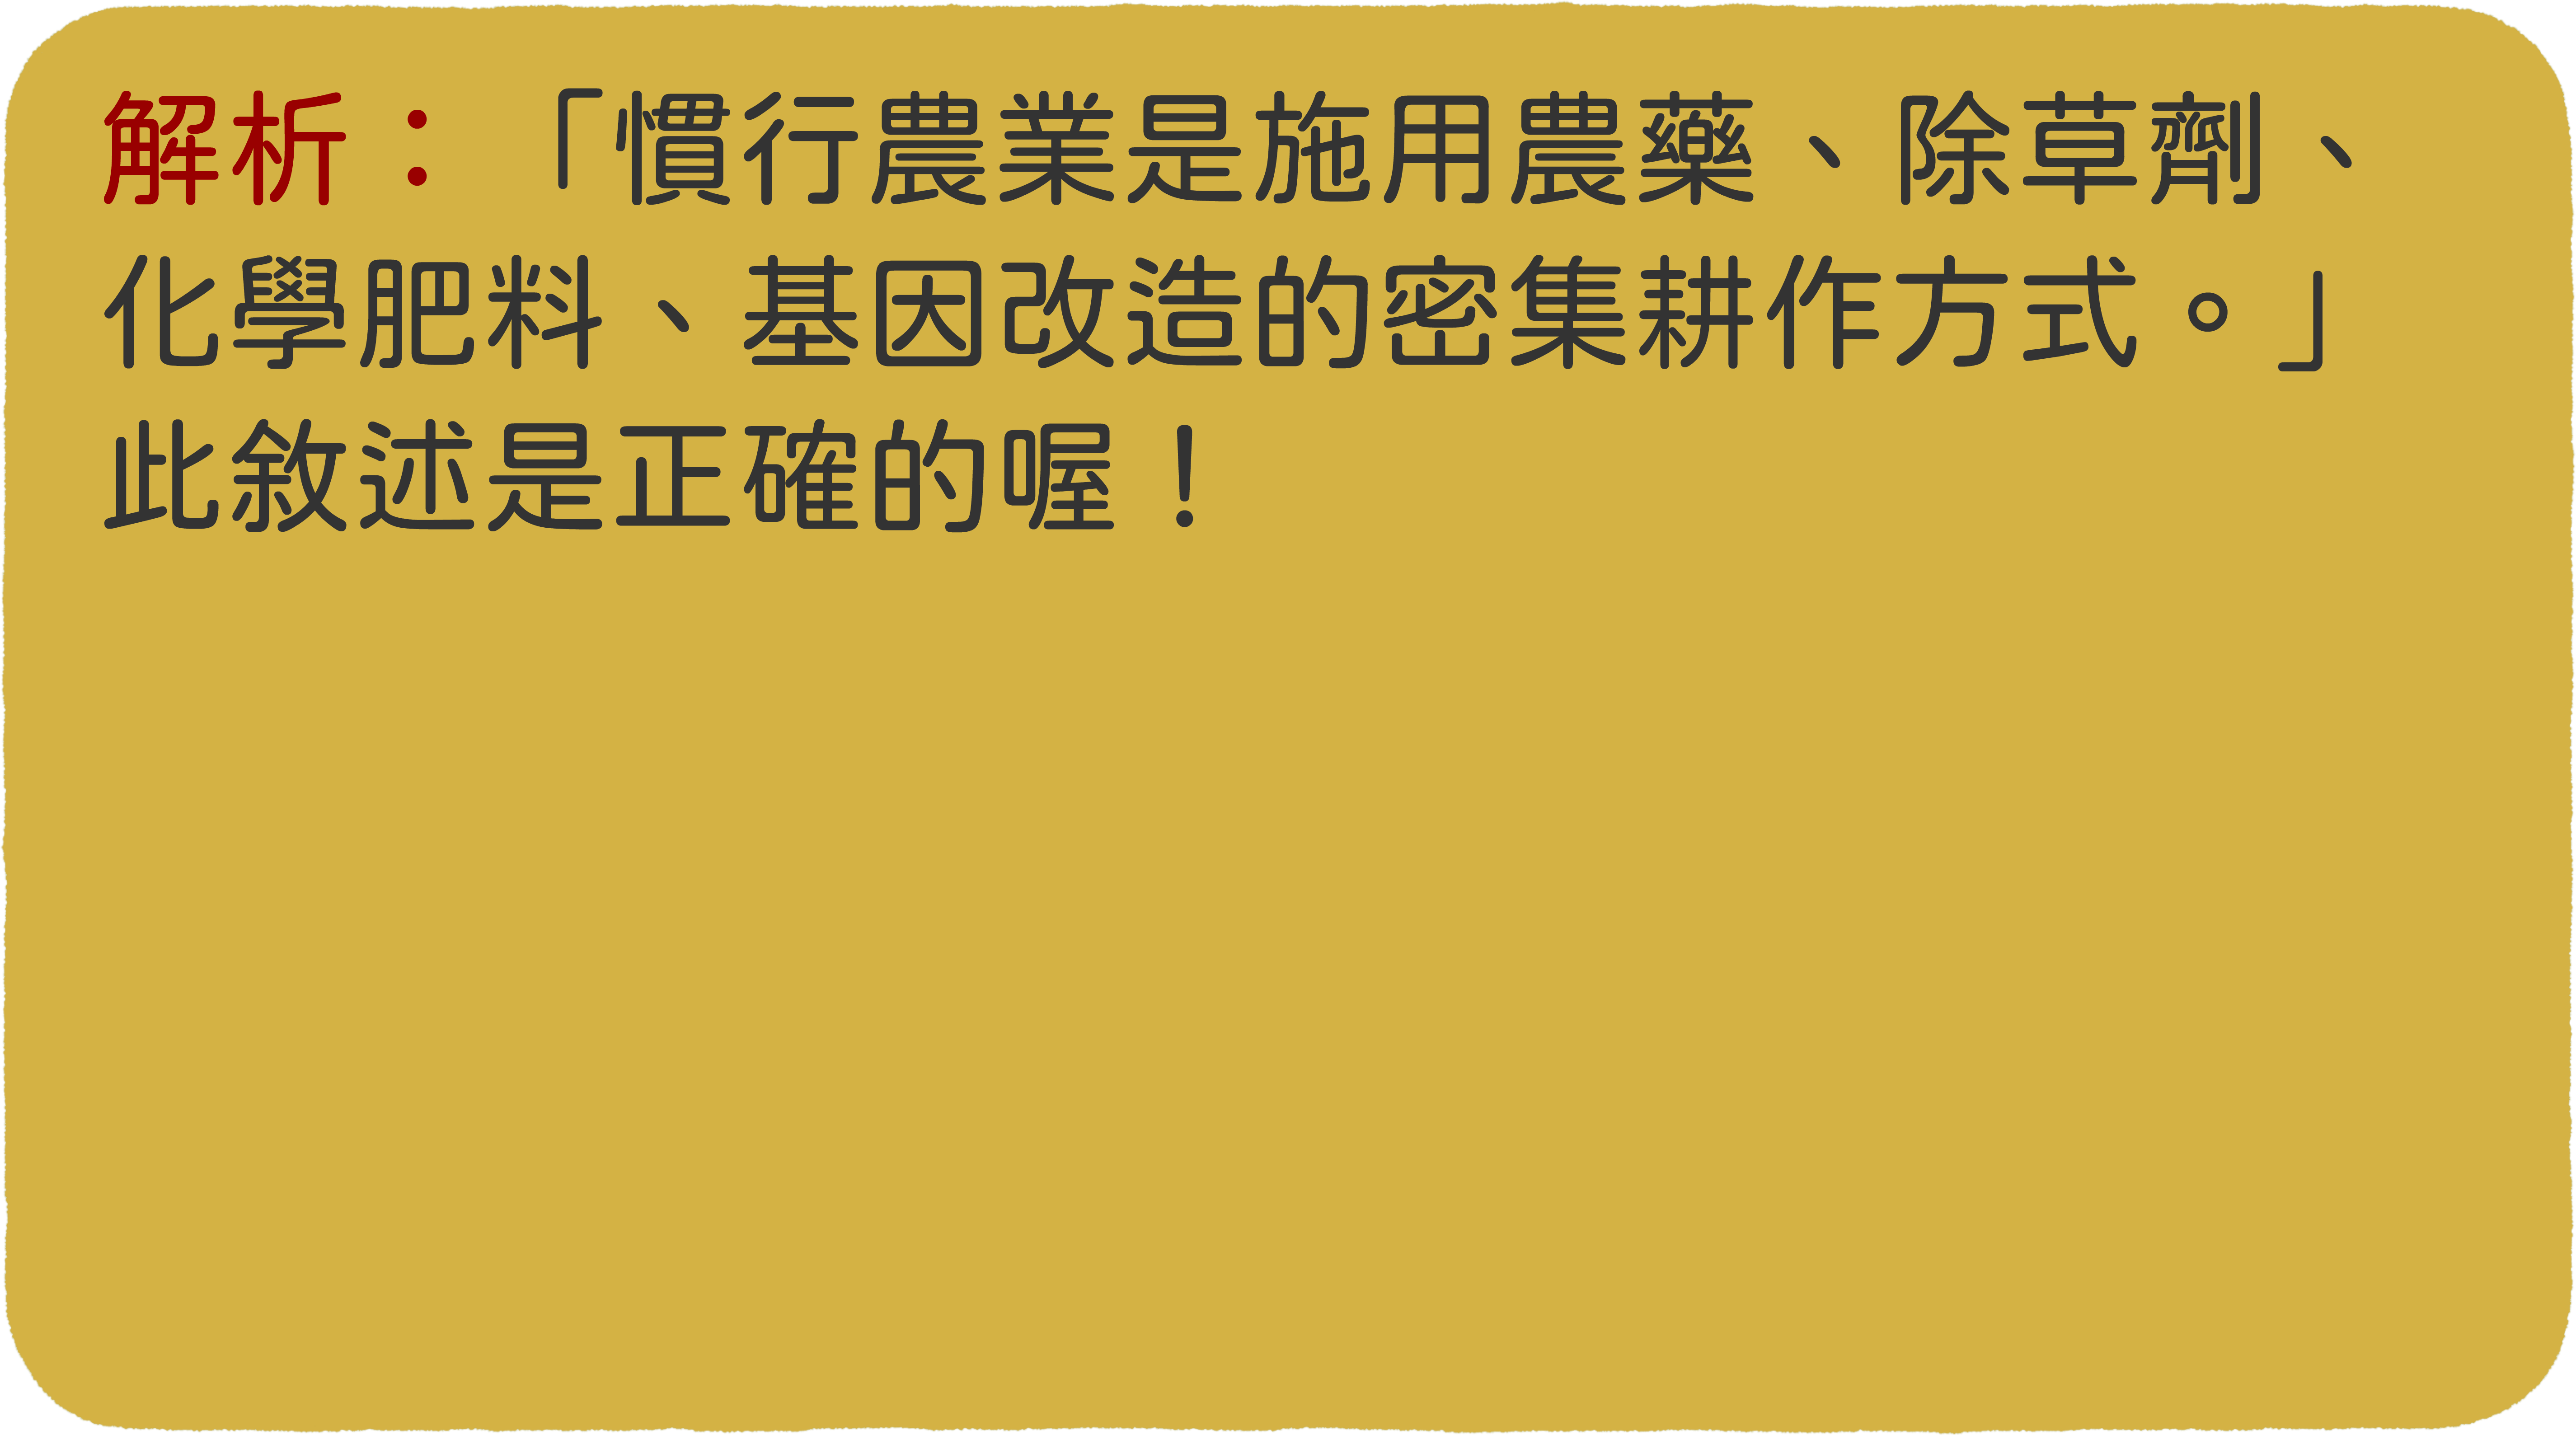 解析：「慣行農業是施用農藥、除草劑、
化學肥料、基因改造的密集耕作方式。」
此敘述是正確的喔！